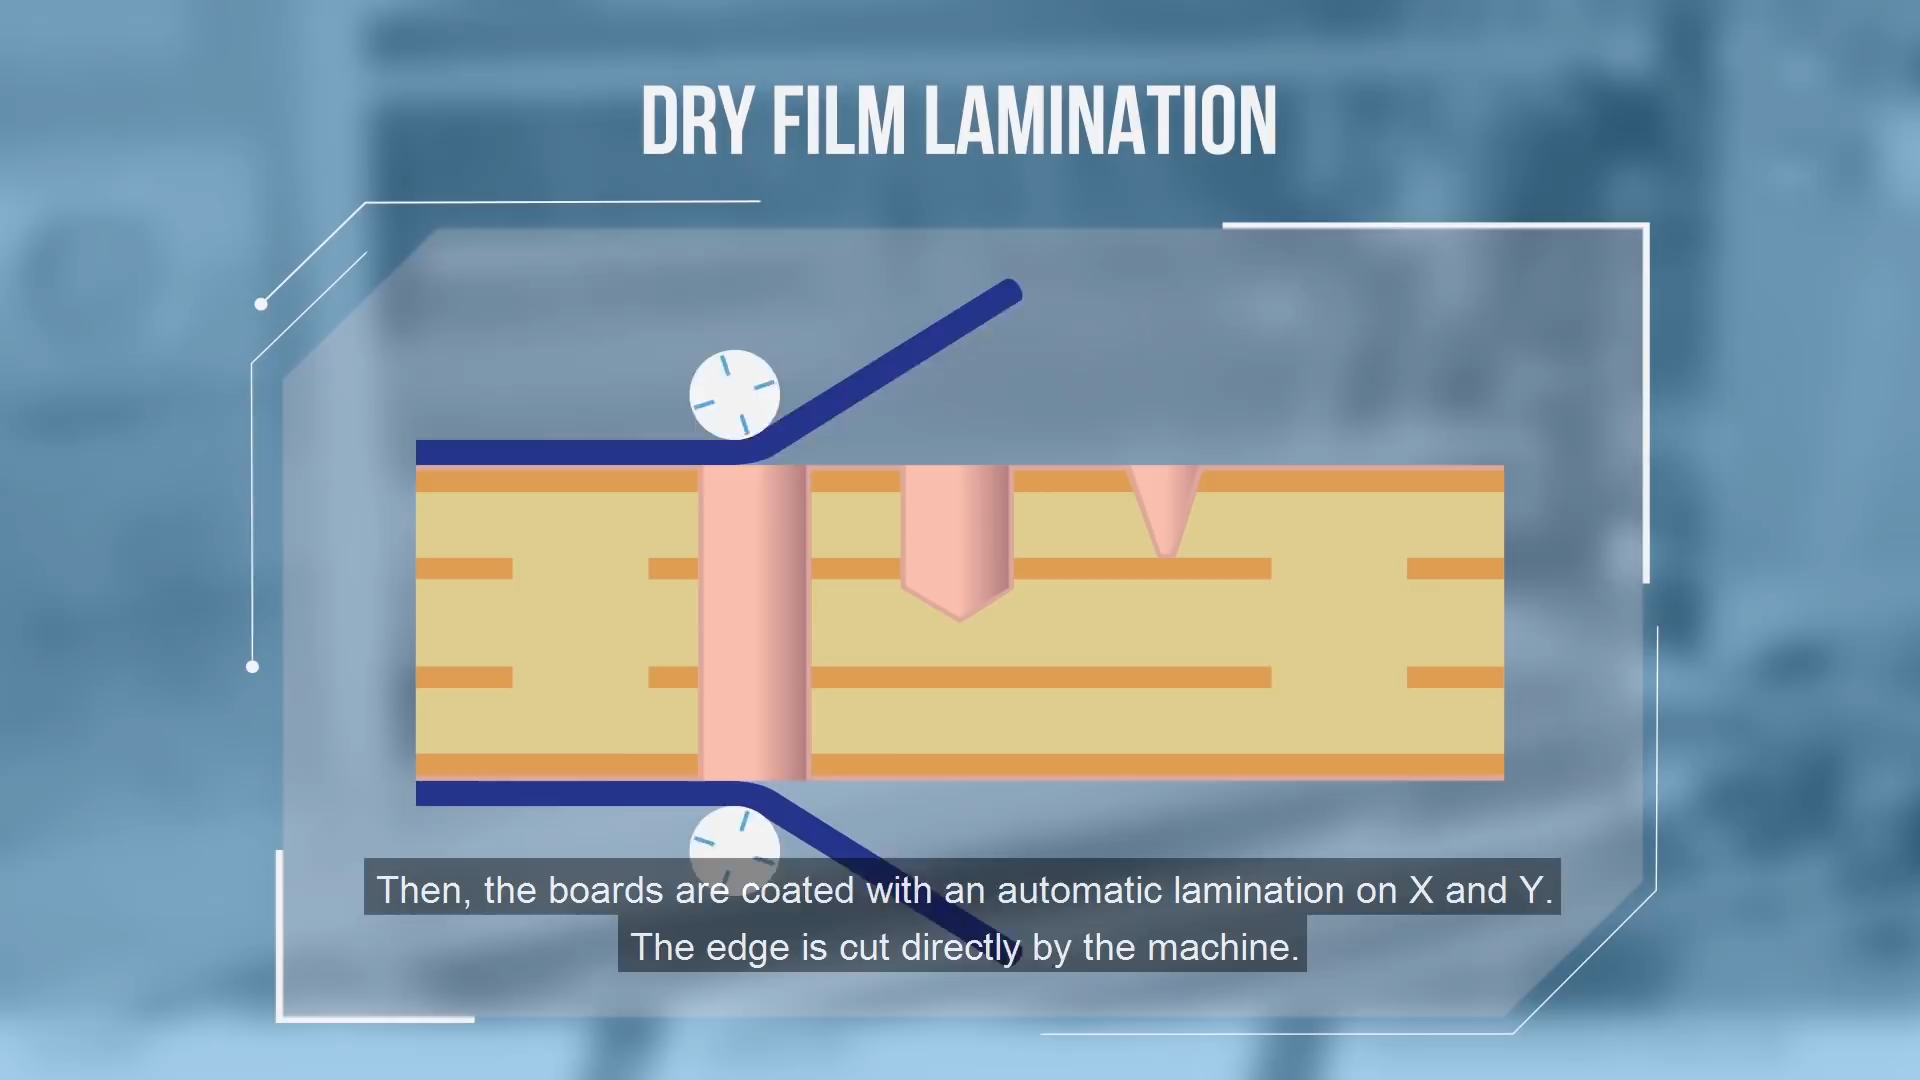 DRY FILM LAMINATION
Then, the boards are coated with an automatic lamination on X and Y.
The edge is cut directly by the machine.